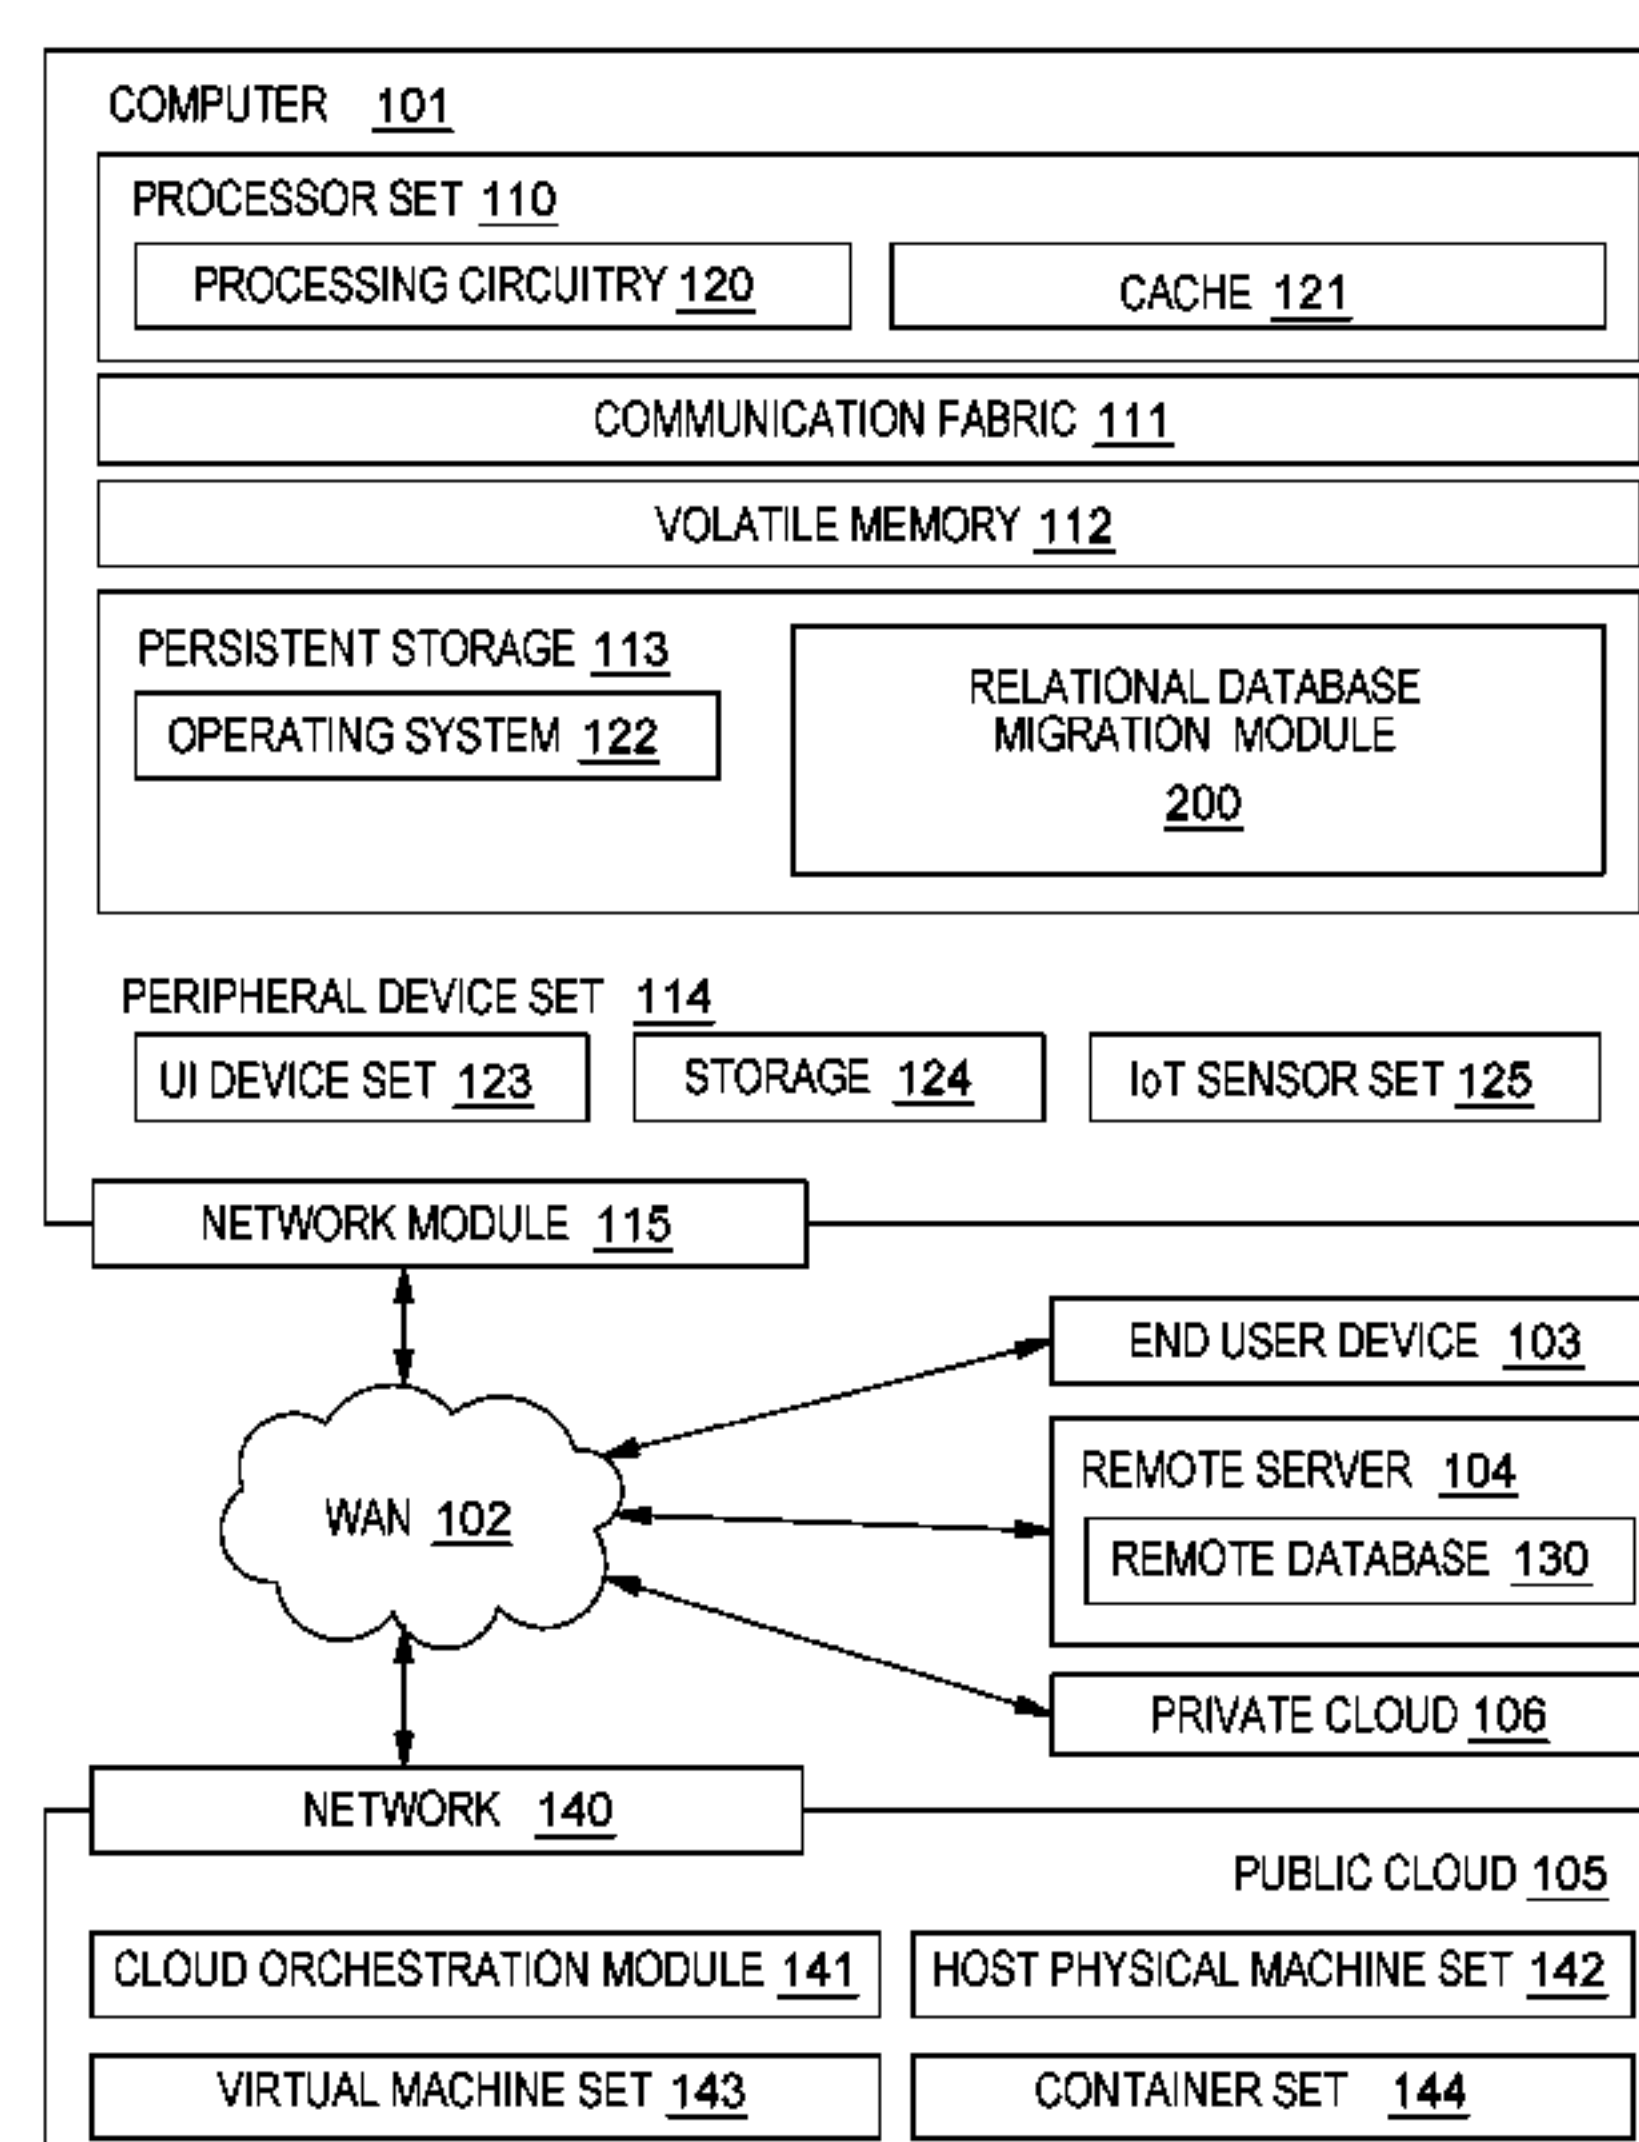 COMPUTER 101
PROCESSOR SET 110
PROCESSING CIRCUITRY 120
CACHE 121
COMMUNICATION FABRIC 111
VOLATILE MEMORY 112
PERSISTENT STORAGE 113
OPERATING SYSTEM 122
RELATIONAL DATABASE
MIGRATION MODULE
200
PERIPHERAL DEVICE SET 114
UI DEVICE SET 123
STORAGE 124
IoT SENSOR SET 125
NETWORK MODULE 115
END USER DEVICE 103
WAN 102
REMOTE SERVER 104
REMOTE DATABASE 130
PRIVATE CLOUD 106
NETWORK 140
PUBLIC CLOUD 105
CLOUD ORCHESTRATION MODULE 141
HOST PHYSICAL MACHINE SET 142
VIRTUAL MACHINE SET 143
CONTAINER SET 144